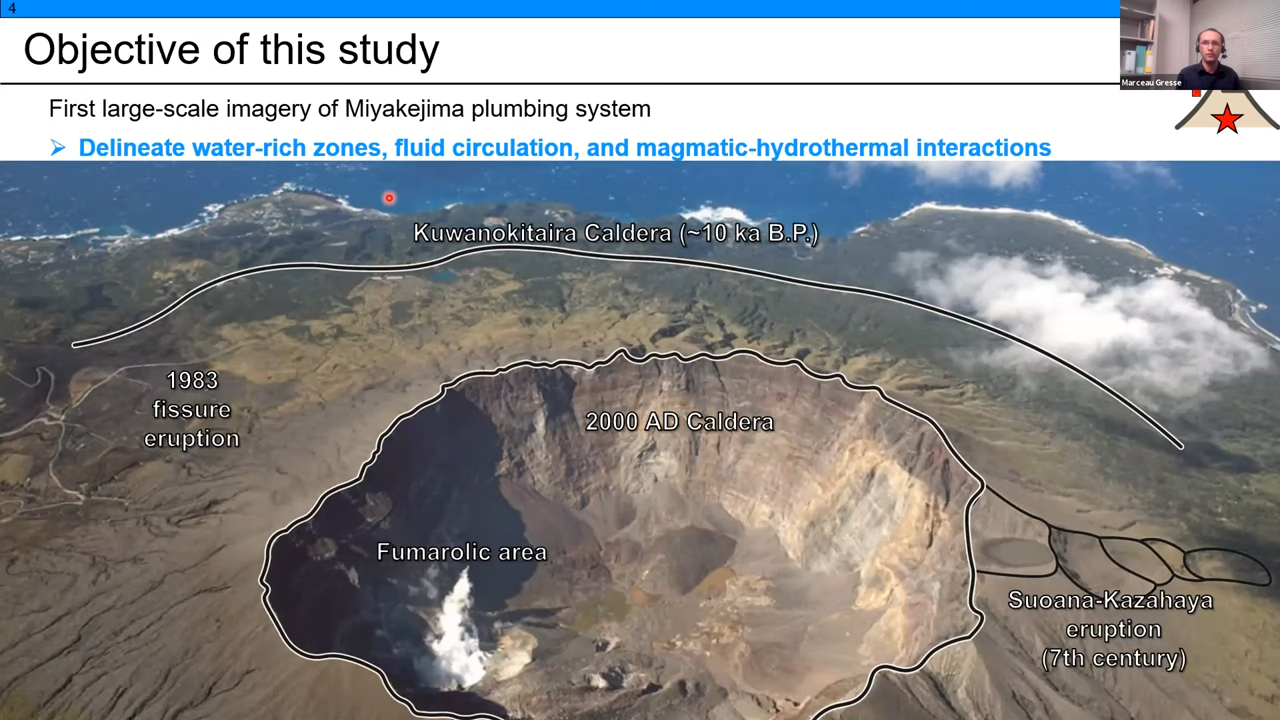 4
Objective of this study
Marceau Gresse
First large-scale imagery of Miyakejima plumbing system
➢ Delineate water-rich zones, fluid circulation, and magmatic-hydrothermal interactions
Kuwanokitaira Caldera (~10 ka B.P.)
1983
fissure
eruption
2000 AD Caldera
Fumarolic area
Suoana-Kazahaya
eruption
(7th century)